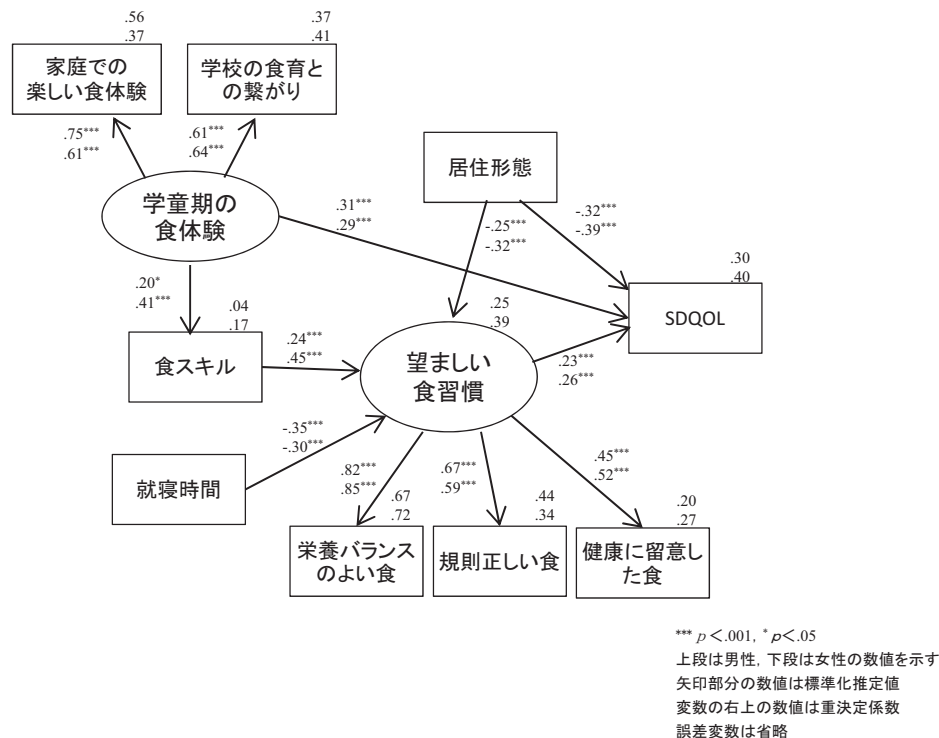 .56
.37
家庭での
楽しい食体験
.37
.41
学校の食育と
の繋がり
.75***
.61***
.61***
.64***
学童期の
食体験
居住形態
.31***
.29***
-.25***
-.32***
-.32***
-.39***
.30
.40
SDQOL
.20*
.41***
.04
.17
食スキル
.24***
.45***
.25
.39
望ましい
食習慣
.23***
.26***
-.35***
-.30***
就寝時間
.82***
.85***
.67
.72
栄養バランス
のよい食
.67***
.59***
.44
.34
規則正しい食
.45***
.52***
.20
.27
健康に留意し
た食
*** p＜.001, * p＜.05
上段は男性，下段は女性の数値を示す
矢印部分の数値は標準化推定値
変数の右上の数値は重決定係数
誤差変数は省略